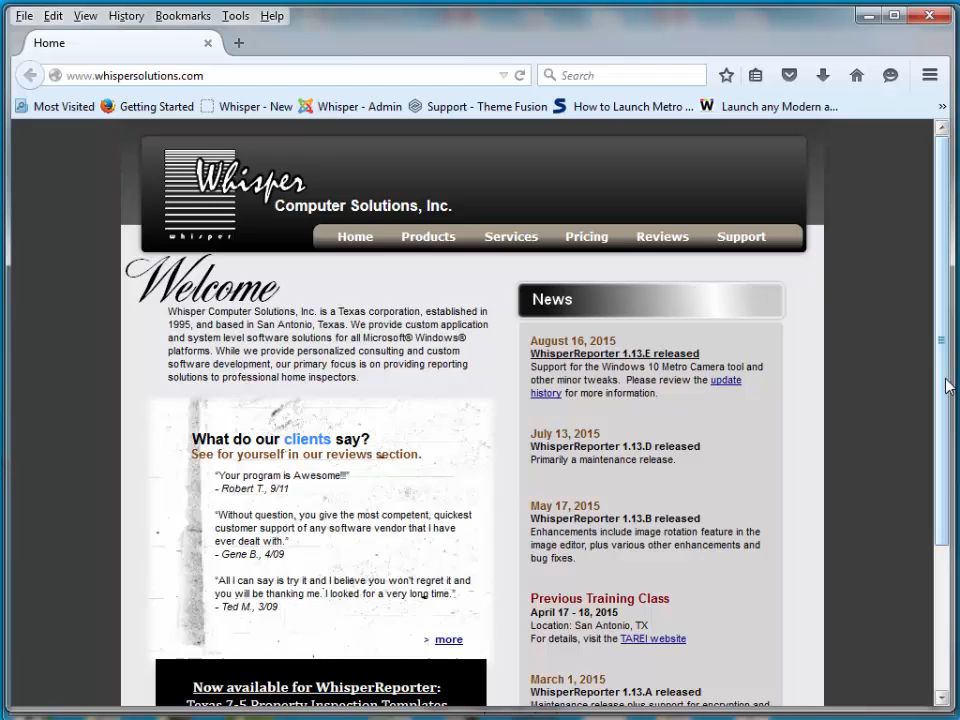 File Edit View History Bookmarks Tools Help
Home
www.whispersolutions.com
Search
Most Visited Getting Started Whisper - New Whisper - Admin Support - Theme Fusion How to Launch Metro ... Launch any Modern a...
Whisper
Computer Solutions, Inc.
whisper
Home Products Services Pricing Reviews Support
Welcome
Whisper Computer Solutions, Inc. is a Texas corporation, established in
1995, and based in San Antonio, Texas. We provide custom application
and system level software solutions for all Microsoft® Windows®
platforms. While we provide personalized consulting and custom
software development, our primary focus is on providing reporting
solutions to professional home inspectors.
What do our clients say?
See for yourself in our reviews section.
"Your program is Awesome!!!"
- Robert T., 9/11
"Without question, you give the most competent, quickest
customer support of any software vendor that I have
ever dealt with."
- Gene B., 4/09
"All I can say is try it and I believe you won't regret it and
you will be thanking me. I looked for a very long time."
- Ted M., 3/09
> more
Now available for WhisperReporter:
Texas 7-5 Property Inspection Templates
News
August 16, 2015
WhisperReporter 1.13.E released
Support for the Windows 10 Metro Camera tool and
other minor tweaks. Please review the update
history for more information.
July 13, 2015
WhisperReporter 1.13.D released
Primarily a maintenance release.
May 17, 2015
WhisperReporter 1.13.B released
Enhancements include image rotation feature in the
image editor, plus various other enhancements and
bug fixes.
Previous Training Class
April 17 - 18, 2015
Location: San Antonio, TX
For details, visit the TAREI website
March 1, 2015
WhisperReporter 1.13.A released
Maintenance release plus support for encryption and